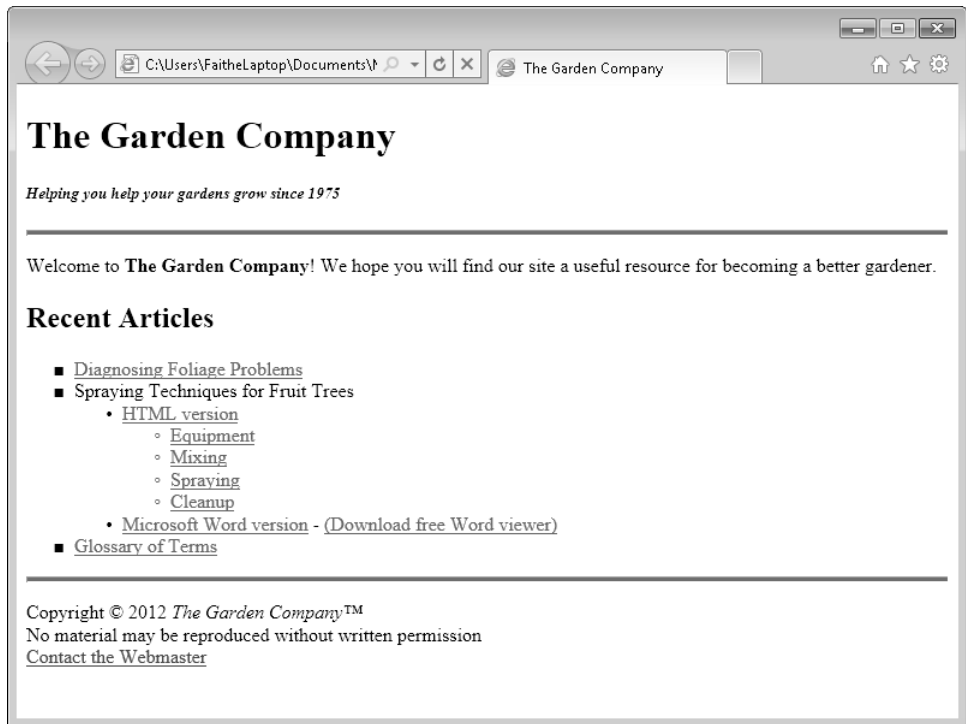 C:\Users\FaitheLaptop\Documents\
The Garden Company
The Garden Company
Helping you help your gardens grow since 1975
Welcome to The Garden Company! We hope you will find our site a useful resource for becoming a better gardener.
Recent Articles
■ Diagnosing Foliage Problems
■ Spraying Techniques for Fruit Trees
• HTML version
◦ Equipment
◦ Mixing
◦ Spraying
◦ Cleanup
• Microsoft Word version - (Download free Word viewer)
■ Glossary of Terms
Copyright © 2012 The Garden Company™
No material may be reproduced without written permission
Contact the Webmaster